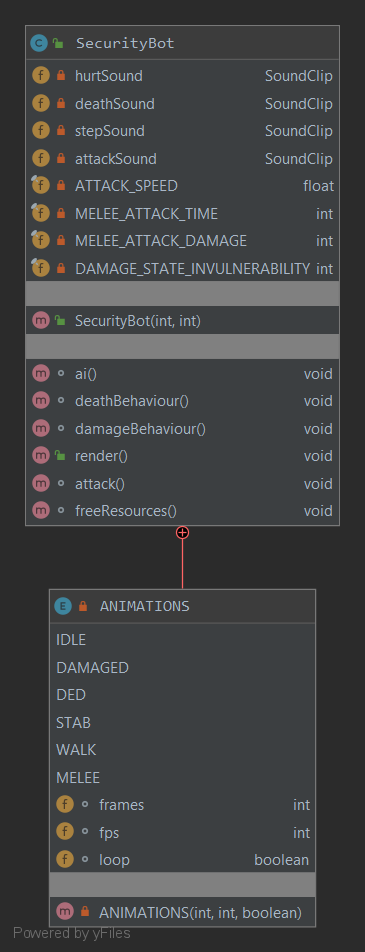 SecurityBot
hurtSound SoundClip
deathSound SoundClip
stepSound SoundClip
attackSound SoundClip
ATTACK_SPEED float
MELEE_ATTACK_TIME int
MELEE_ATTACK_DAMAGE int
DAMAGE_STATE_INVULNERABILITY int
SecurityBot(int, int)
ai() void
deathBehaviour() void
damageBehaviour() void
render() void
attack() void
freeResources() void
ANIMATIONS
IDLE
DAMAGED
DED
STAB
WALK
MELEE
frames int
fps int
loop boolean
ANIMATIONS(int, int, boolean)
Powered by yFiles